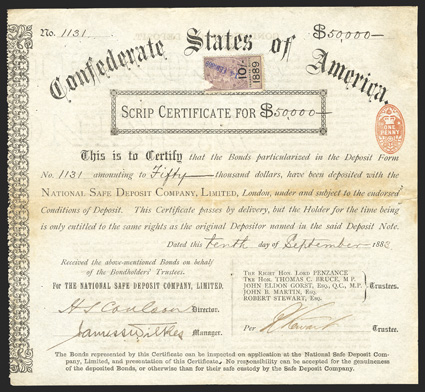 No. 1131 $50,000
Confederate States of America.
10/-
1889
SCRIP CERTIFICATE FOR $50,000
ONE PENNY
This is to Certify that the Bonds particularized in the Deposit Form
No. 1131 amounting to Fifty thousand dollars, have been deposited with the
NATIONAL SAFE DEPOSIT COMPANY, LIMITED, London, under and subject to the endorsed
Conditions of Deposit. This Certificate passes by delivery, but the Holder for the time being
is only entitled to the same rights as the original Depositor named in the said Deposit Note.
Dated this tenth day of September 1883
Received the above-mentioned Bonds on behalf
of the Bondholders' Trustees.
For THE NATIONAL SAFE DEPOSIT COMPANY, LIMITED.
H S Coulson Director.
James Wilkes Manager.
THE RIGHT HON. LORD PENZANCE
THE HON. THOMAS C. BRUCE, M.P.
JOHN ELDON GORST, ESQ., Q.C., M.P.
JOHN B. MARTIN, ESQ.
ROBERT STEWART, ESQ.
Trustees.
Per R Stewart Trustee.
The Bonds represented by this Certificate can be inspected on application at the National Safe Deposit Com-
pany, Limited, and presentation of this Certificate. No responsibility can be accepted for the genuineness
of the deposited Bonds, or otherwise than for their safe custody by the Safe Deposit Company.